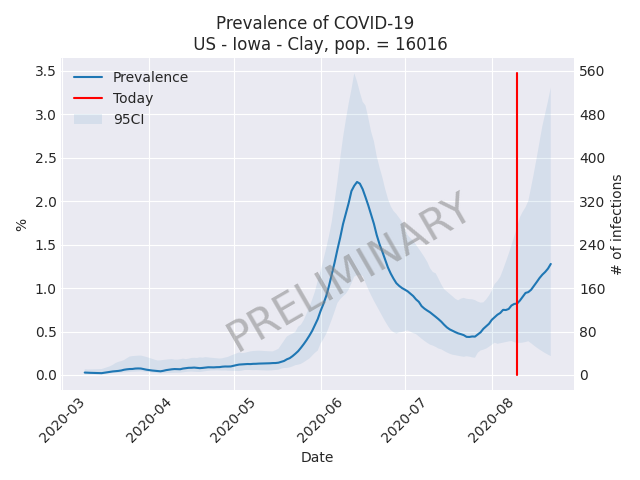 Prevalence of COVID-19
US - Iowa - Clay, pop. = 16016
Prevalence
Today
95CI
3.5
3.0
2.5
2.0
1.5
1.0
0.5
0.0
%
560
480
400
320
240
160
80
0
# of infections
PRELIMINARY
2020-03
2020-04
2020-05
2020-06
2020-07
2020-08
Date